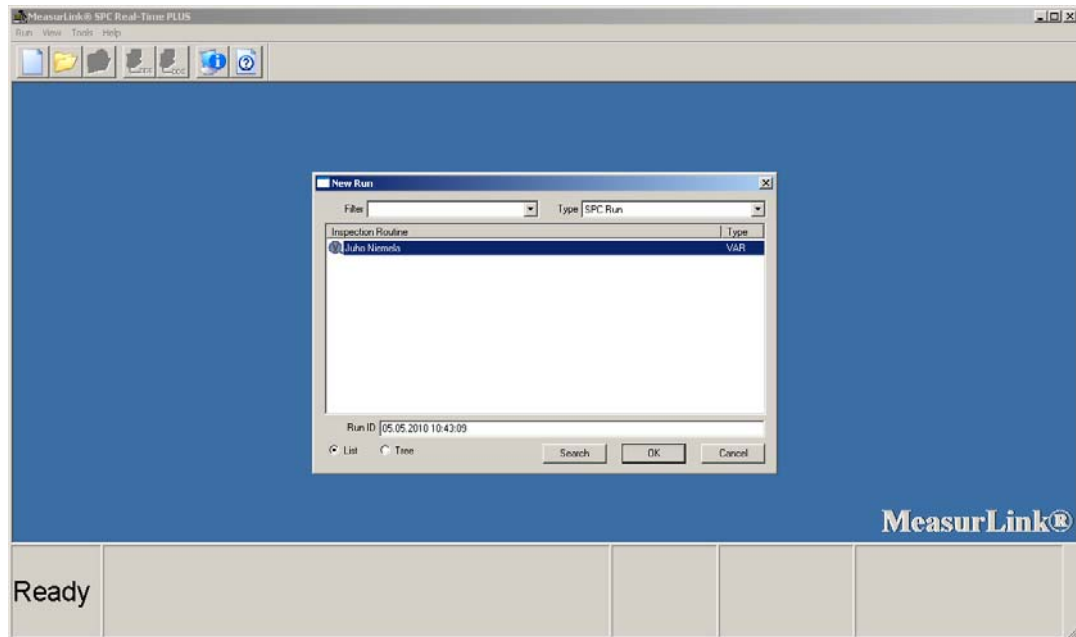 MeasurLink® SPC Real-Time PLUS
Run View Tools Help
New Run
Filter
Type SPC Run
Inspection Routine
Type
Juho Niemela
VAR
Run ID 05.05.2010 10:43:09
List
Tree
Search
OK
Cancel
MeasurLink®
Ready